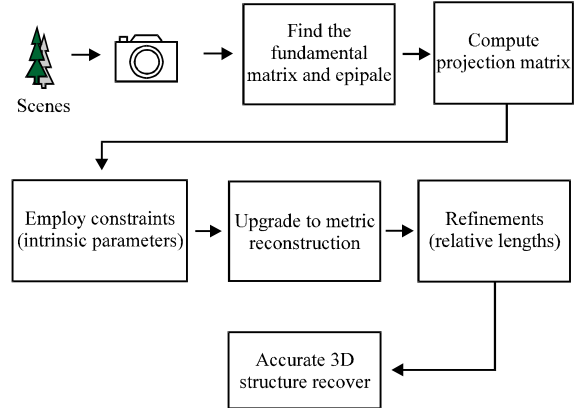 Scenes
Find the
fundamental
matrix and epipale
Compute
projection matrix
Employ constraints
(intrinsic parameters)
Upgrade to metric
reconstruction
Refinements
(relative lengths)
Accurate 3D
structure recover